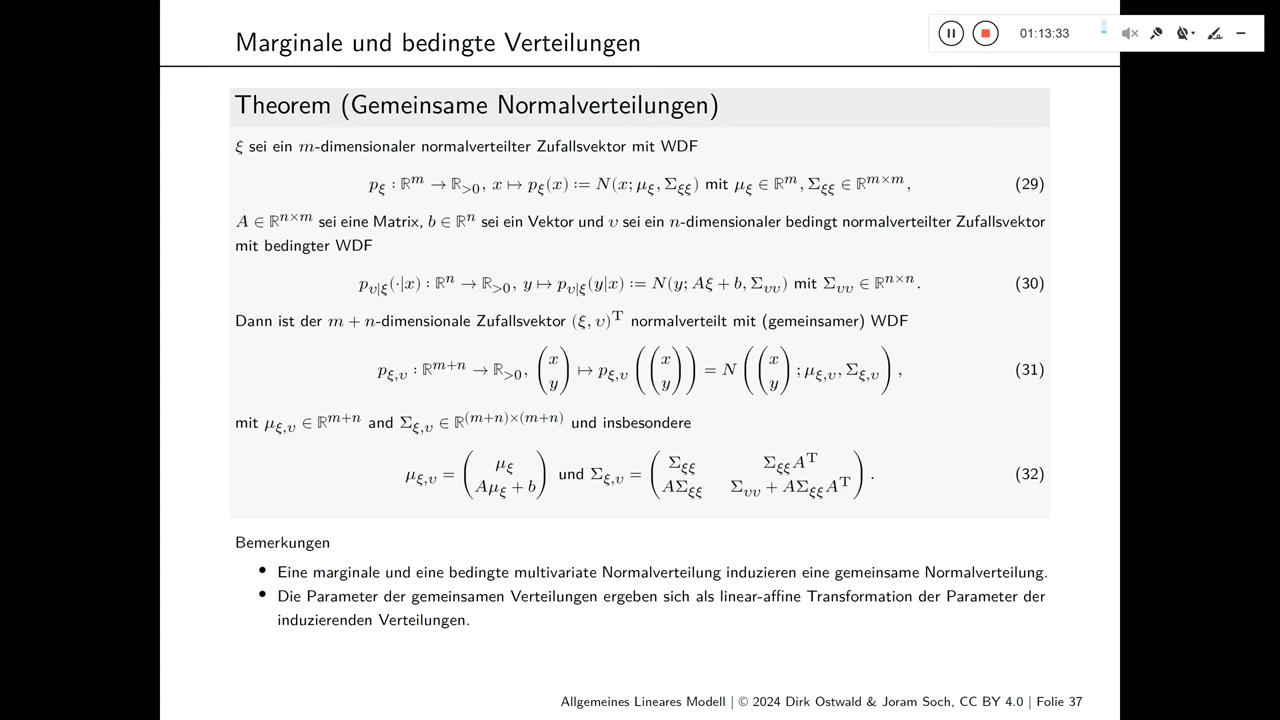 Marginale und bedingte Verteilungen
01:13:33
Theorem (Gemeinsame Normalverteilungen)
ξ sei ein m-dimensionaler normalverteilter Zufallsvektor mit WDF
p_ξ : ℝ^m → ℝ_{>0}, x ↦ p_ξ(x) := N(x; μ_ξ, Σ_{ξξ}) mit μ_ξ ∈ ℝ^m, Σ_{ξξ} ∈ ℝ^{m×m}, (29)
A ∈ ℝ^{n×m} sei eine Matrix, b ∈ ℝ^n sei ein Vektor und υ sei ein n-dimensionaler bedingt normalverteilter Zufallsvektor
mit bedingter WDF
p_{υ|ξ}(·|x) : ℝ^n → ℝ_{>0}, y ↦ p_{υ|ξ}(y|x) := N(y; Aξ + b, Σ_{υυ}) mit Σ_{υυ} ∈ ℝ^{n×n}. (30)
Dann ist der m + n-dimensionale Zufallsvektor (ξ, υ)^T normalverteilt mit (gemeinsamer) WDF
p_{ξ,υ} : ℝ^{m+n} → ℝ_{>0}, (x y) ↦ p_{ξ,υ}((x y)) = N((x y); μ_{ξ,υ}, Σ_{ξ,υ}), (31)
mit μ_{ξ,υ} ∈ ℝ^{m+n} and Σ_{ξ,υ} ∈ ℝ^{(m+n)×(m+n)} und insbesondere
μ_{ξ,υ} = (μ_ξ; Aμ_ξ + b) und Σ_{ξ,υ} = (Σ_{ξξ} Σ_{ξξ}A^T; AΣ_{ξξ} Σ_{υυ} + AΣ_{ξξ}A^T). (32)
Bemerkungen
• Eine marginale und eine bedingte multivariate Normalverteilung induzieren eine gemeinsame Normalverteilung.
• Die Parameter der gemeinsamen Verteilungen ergeben sich als linear-affine Transformation der Parameter der
induzierenden Verteilungen.
Allgemeines Lineares Modell | © 2024 Dirk Ostwald & Joram Soch, CC BY 4.0 | Folie 37